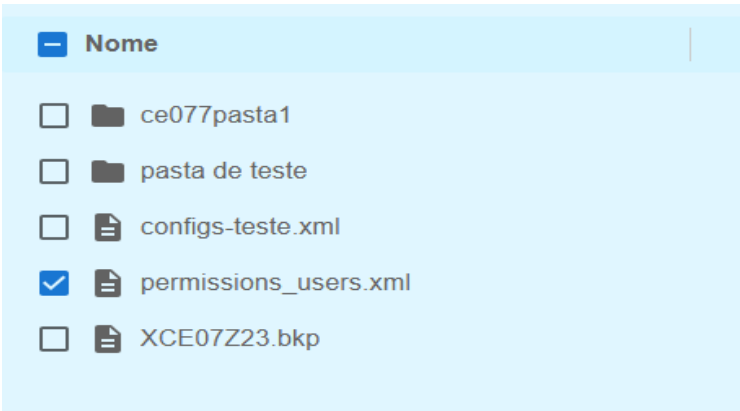 Nome
ce077pasta1
pasta de teste
configs-teste.xml
permissions_users.xml
XCE07Z23.bkp